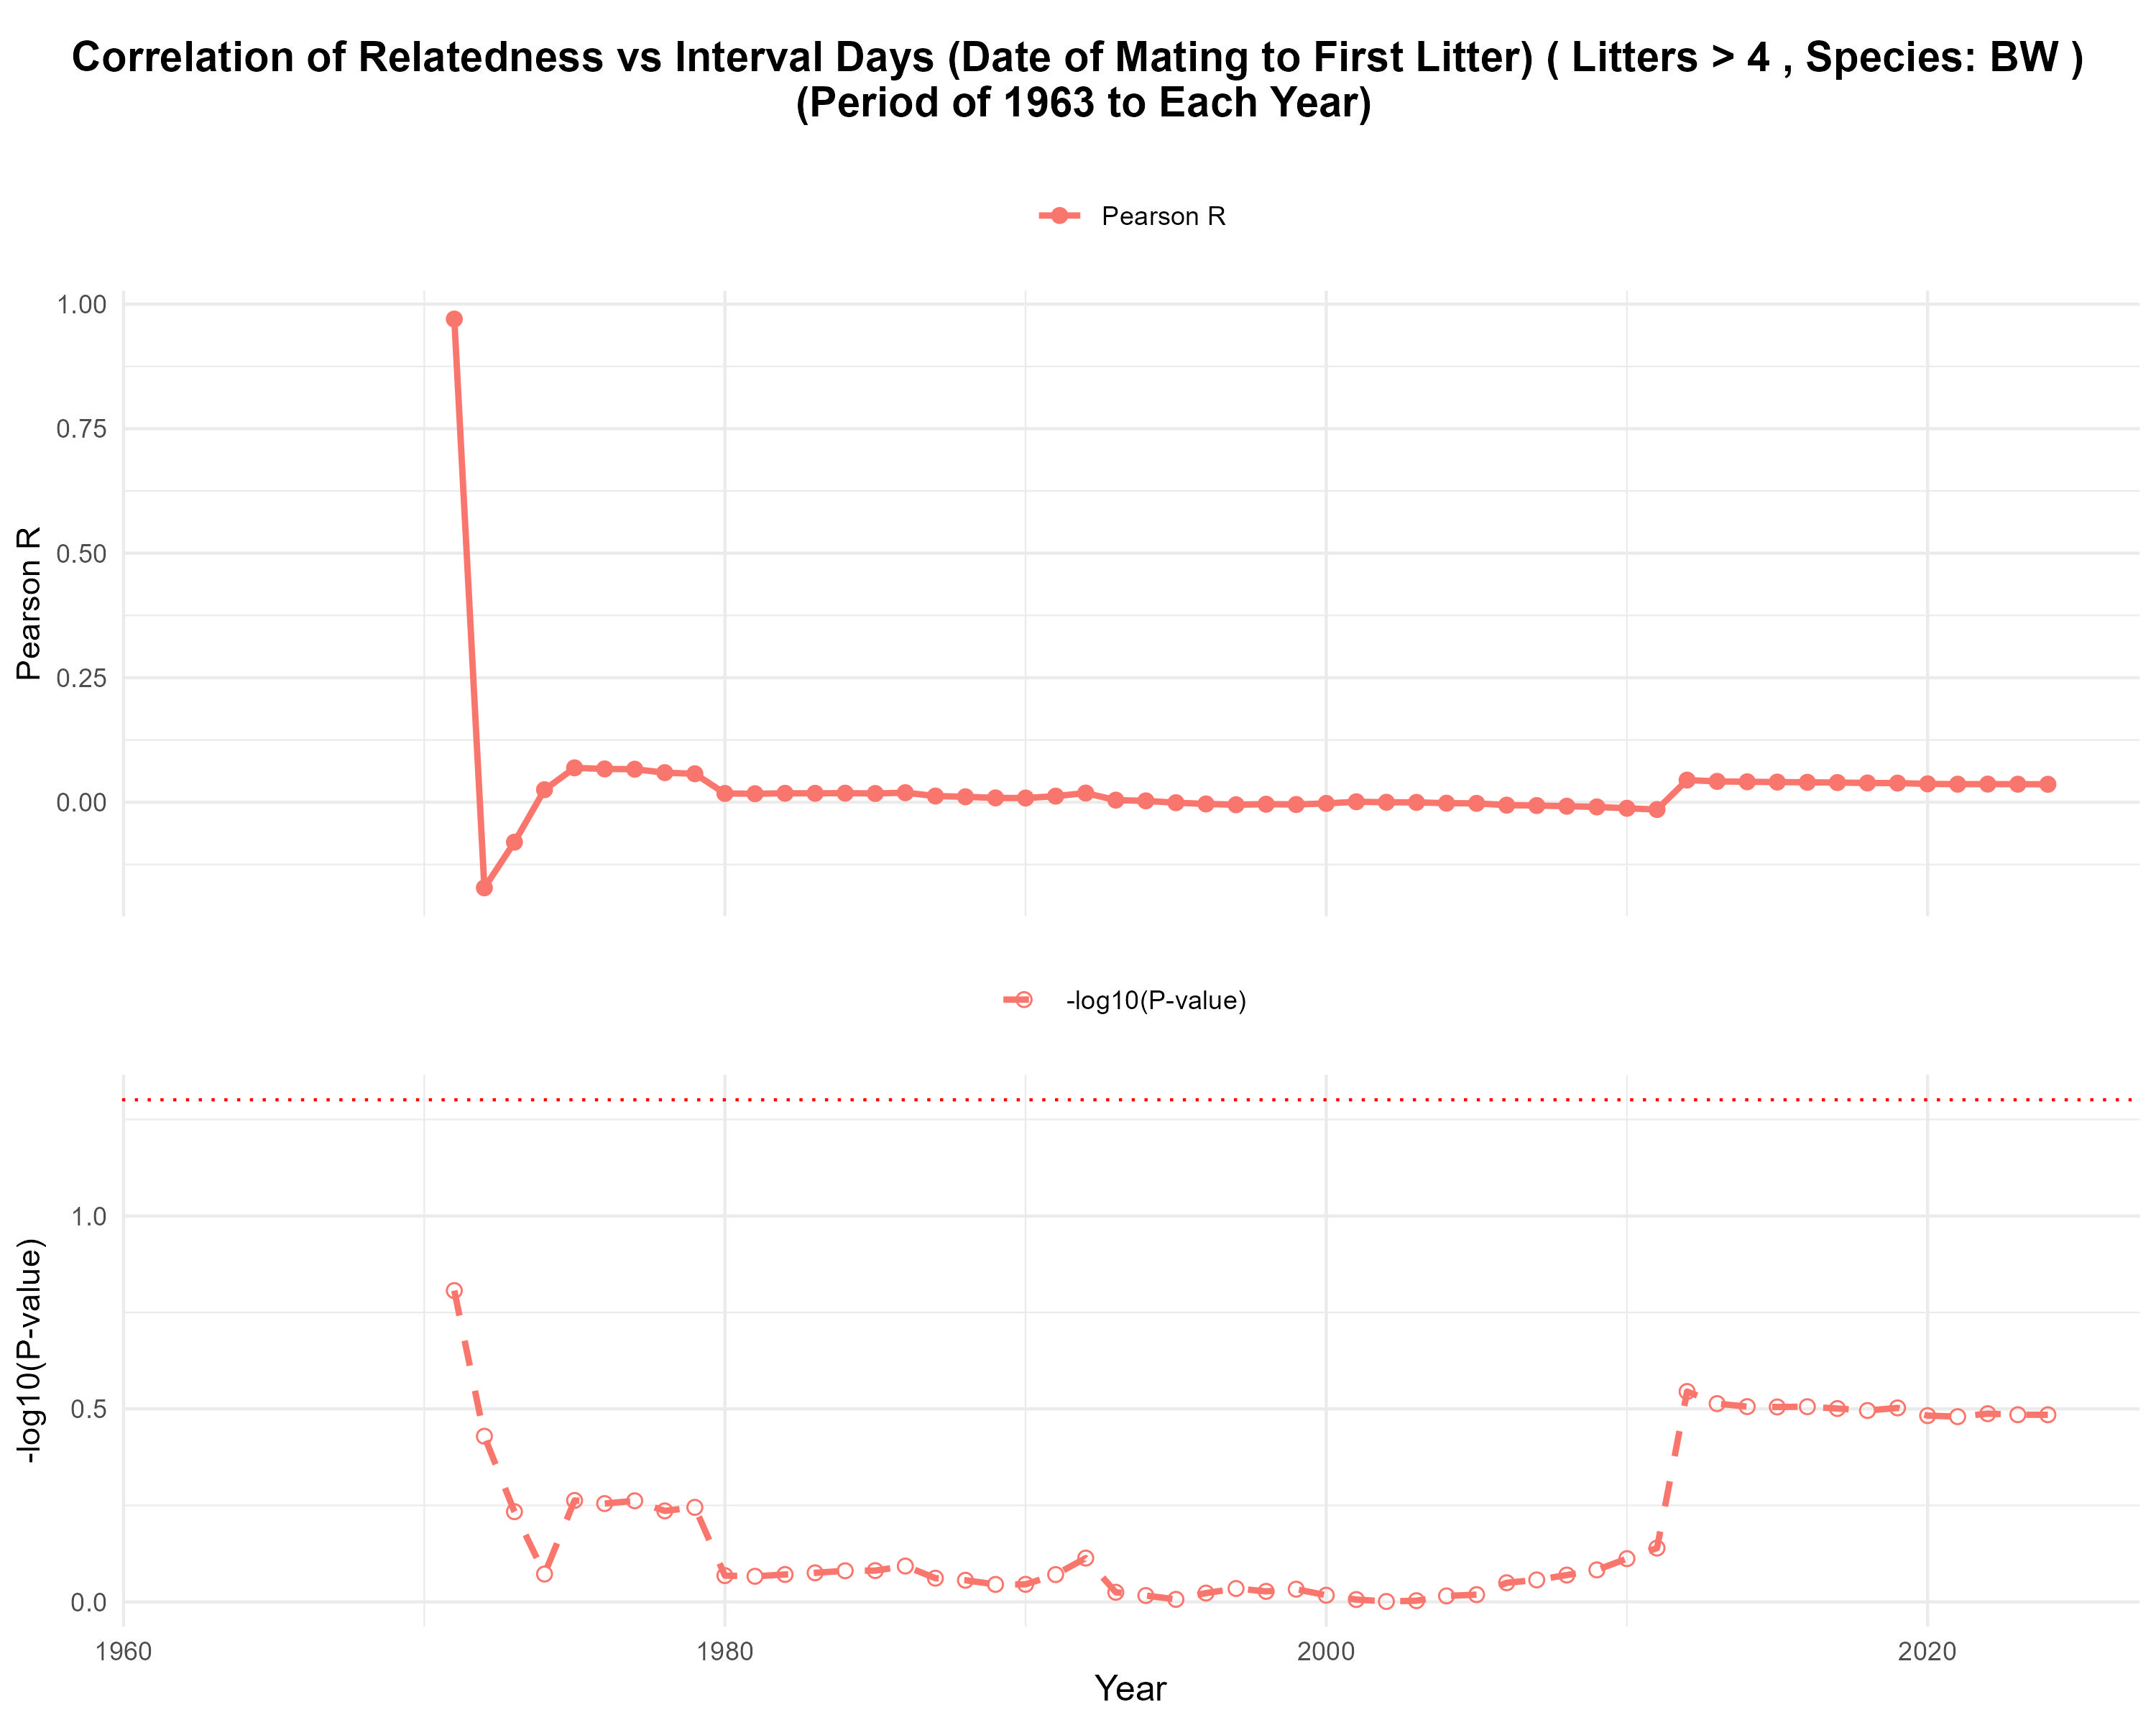 Correlation of Relatedness vs Interval Days (Date of Mating to First Litter) ( Litters > 4 , Species: BW )
(Period of 1963 to Each Year)
Pearson R
1.00
0.75
0.50
0.25
0.00
Pearson R
-log10(P-value)
1.0
0.5
0.0
-log10(P-value)
1960
1980
2000
2020
Year